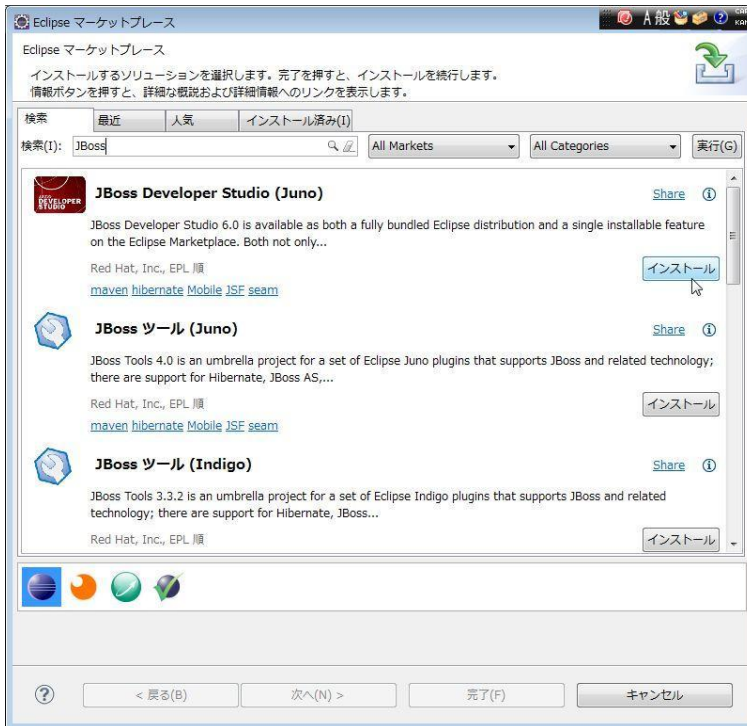 Eclipse マーケットプレース
A 般
CAP
KANA
Eclipse マーケットプレース
インストールするソリューションを選択します。完了を押すと、インストールを続行します。
情報ボタンを押すと、詳細な概説および詳細情報へのリンクを表示します。
検索 最近 人気 インストール済み(I)
検索(I): JBoss All Markets All Categories 実行(G)
DEVELOPER
STUDIO
JBoss Developer Studio (Juno) Share
JBoss Developer Studio 6.0 is available as both a fully bundled Eclipse distribution and a single installable feature
on the Eclipse Marketplace. Both not only...
Red Hat, Inc., EPL 順 インストール
maven hibernate Mobile JSF seam
JBoss ツール (Juno) Share
JBoss Tools 4.0 is an umbrella project for a set of Eclipse Juno plugins that supports JBoss and related technology;
there are support for Hibernate, JBoss AS,...
Red Hat, Inc., EPL 順 インストール
maven hibernate Mobile JSF seam
JBoss ツール (Indigo) Share
JBoss Tools 3.3.2 is an umbrella project for a set of Eclipse Indigo plugins that supports JBoss and related
technology; there are support for Hibernate, JBoss...
Red Hat, Inc., EPL 順 インストール
< 戻る(B) 次へ(N) > 完了(F) キャンセル